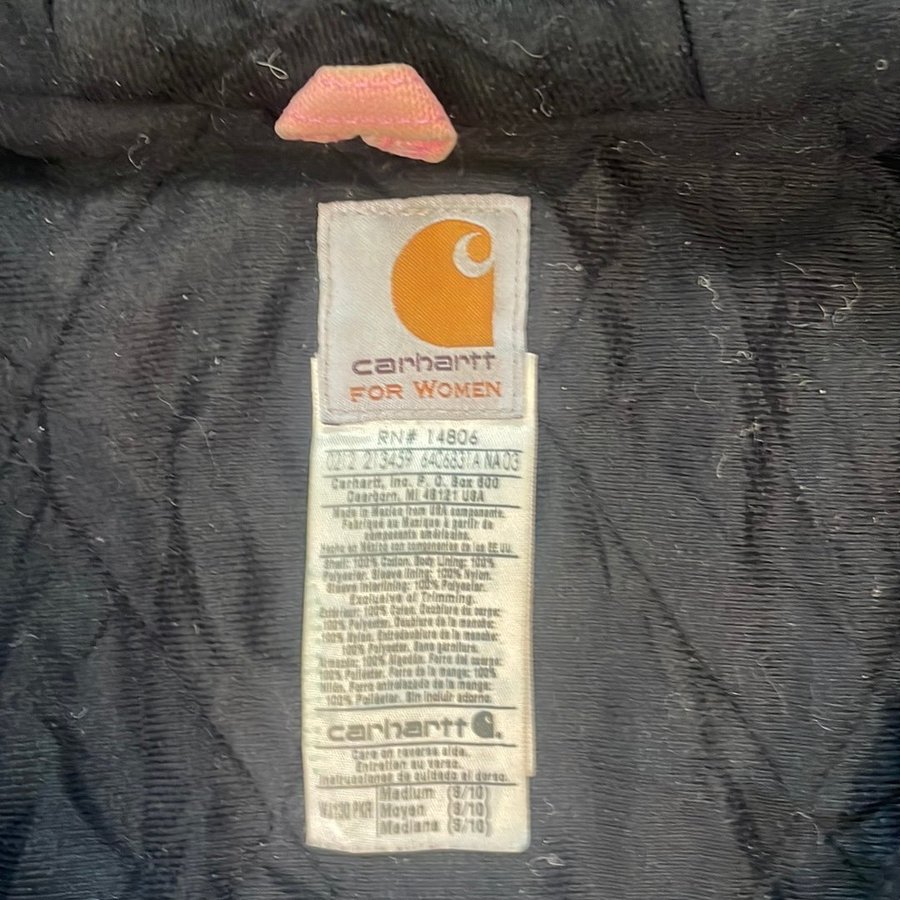 carhartt
FOR WOMEN
RN# 14806
0212 213459 6406831A NA03
Carhartt, Inc. P. O. Box 600
Dearborn, MI 48121 USA
Made in Mexico from USA components.
Fabriqué au Mexique à partir de
composants américains.
Hecho en México con componentes de los EE.UU.
Shell: 100% Cotton. Body Lining: 100%
Polyester. Sleeve lining: 100% Nylon.
Sleeve Interlining: 100% Polyester.
Exclusive of Trimming.
Extérieur: 100% Coton. Doublure du corps:
100% Polyester. Doublure de la manche:
100% Nylon. Entredoublure de la manche:
100% Polyester. Sans garniture.
Armazón: 100% Algodón. Forro del cuerpo:
100% Poliéster. Forro de la manga: 100%
Nilón. Forro entrelazado de la manga:
100% Poliéster. Sin incluir adorno.
carhartt
Care on reverse side.
Entretien au verso.
Instrucciones de cuidado al dorso.
PKR
Medium (8/10)
Moyen (8/10)
Mediana (8/10)